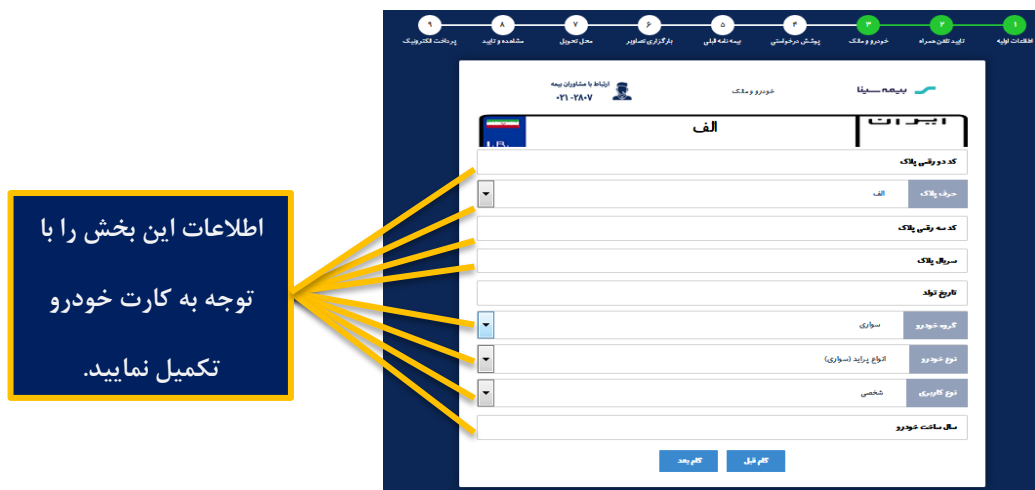 ۱
۲
۳
۴
۵
۶
۷
۸
۹
اطلاعات اولیه
تایید تلفن همراه
خودرو و مالک
پوشش درخواستی
بیمه نامه قبلی
بارگزاری تصاویر
محل تحویل
مشاهده و تایید
پرداخت الکترونیک
بیمه سینا
خودرو و مالک
ارتباط با مشاوران بیمه
۰۲۱-۲۸۰۷
ایران
الف
I.R.
کد دو رقمی پلاک
حرف پلاک
الف
کد سه رقمی پلاک
سریال پلاک
تاریخ تولد
گروه خودرو
سواری
نوع خودرو
انواع پراید (سواری)
نوع کاربری
شخصی
سال ساخت خودرو
گام قبل
گام بعد
اطلاعات این بخش را با
توجه به کارت خودرو
تکمیل نمایید.